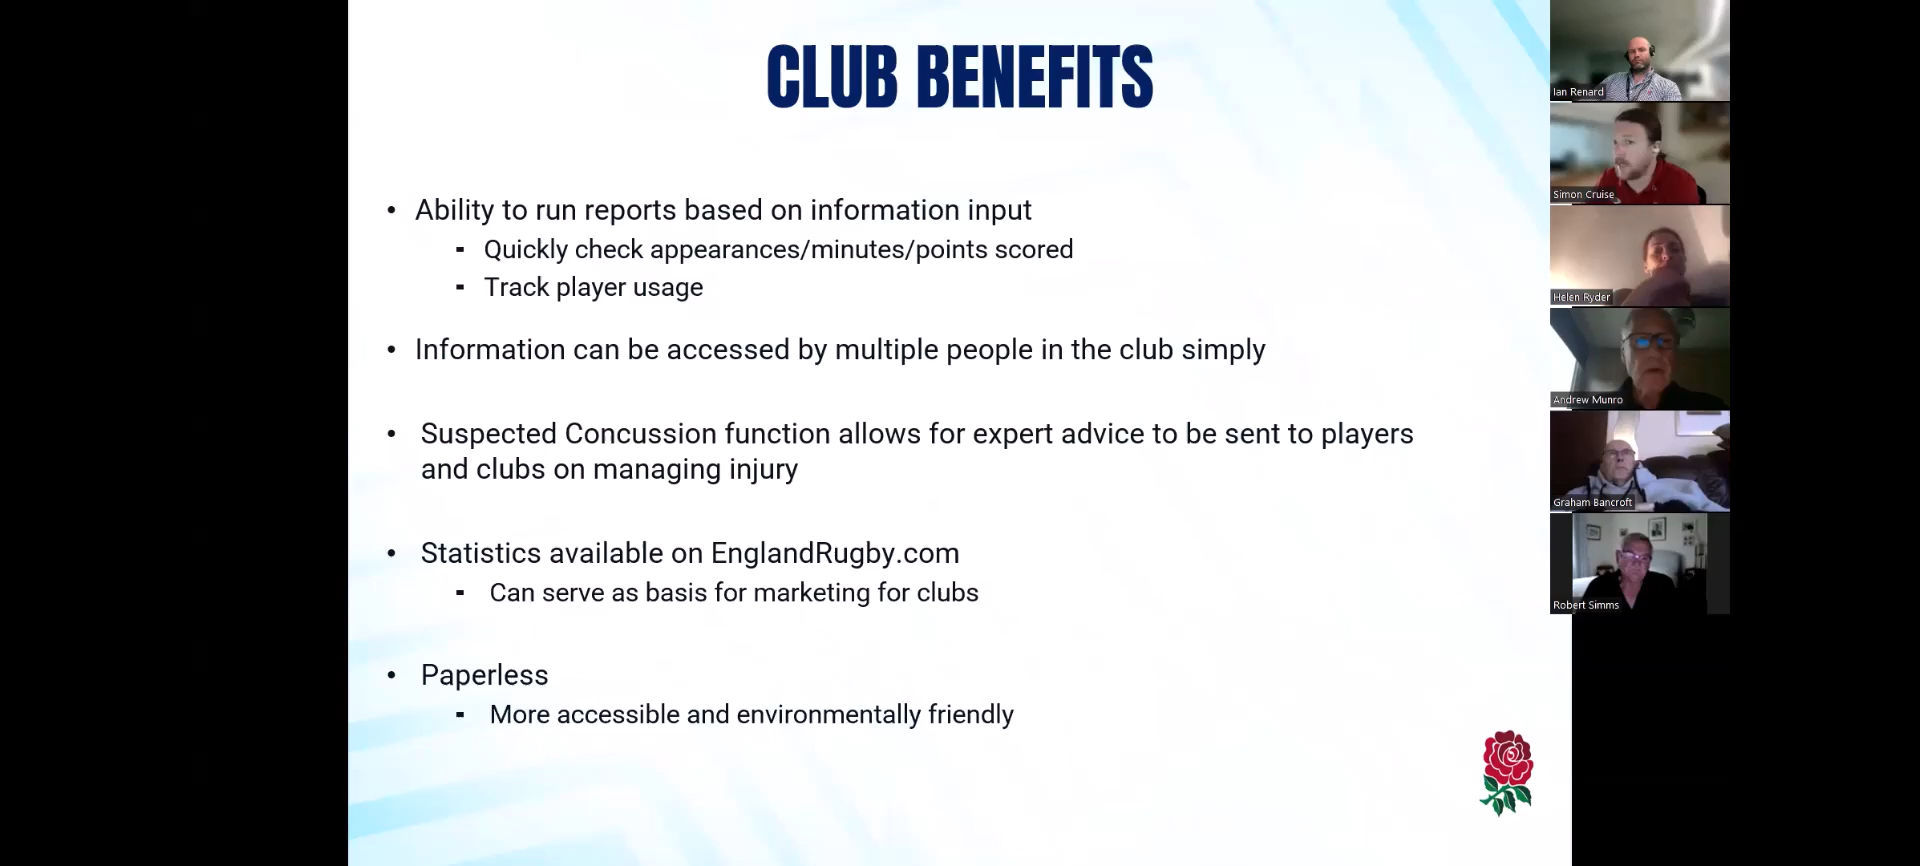 CLUB BENEFITS
• Ability to run reports based on information input
- Quickly check appearances/minutes/points scored
- Track player usage
• Information can be accessed by multiple people in the club simply
• Suspected Concussion function allows for expert advice to be sent to players
and clubs on managing injury
• Statistics available on EnglandRugby.com
- Can serve as basis for marketing for clubs
• Paperless
- More accessible and environmentally friendly
Ian Renard
Simon Cruise
Helen Ryder
Andrew Munro
Graham Bancroft
Robert Simms